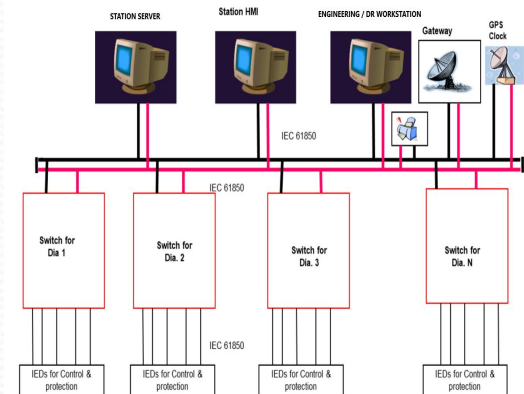 STATION SERVER
Station HMI
ENGINEERING / DR WORKSTATION
Gateway
GPS
Clock
IEC 61850
IEC 61850
Switch for
Dia 1
Switch for
Dia. 2
Switch for
Dia. 3
Switch for
Dia. N
IEC 61850
IEDs for Control &
protection
IEDs for Control &
protection
IEDs for Control &
protection
IEDs for Control &
protection